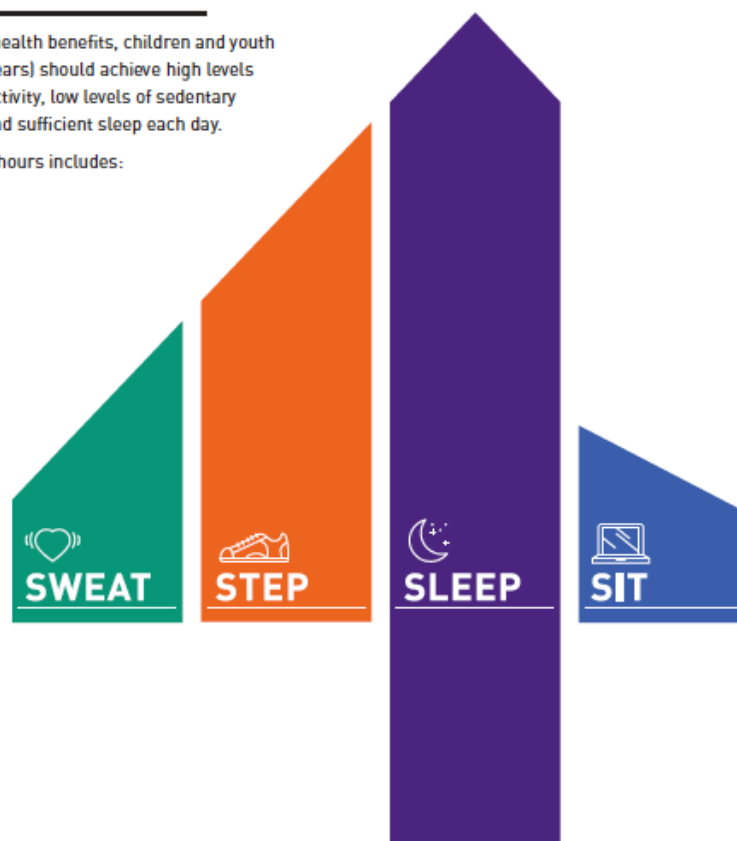 ealth benefits, children and youth
ears) should achieve high levels
ctivity, low levels of sedentary
nd sufficient sleep each day.
hours includes:
SWEAT
STEP
SLEEP
SIT